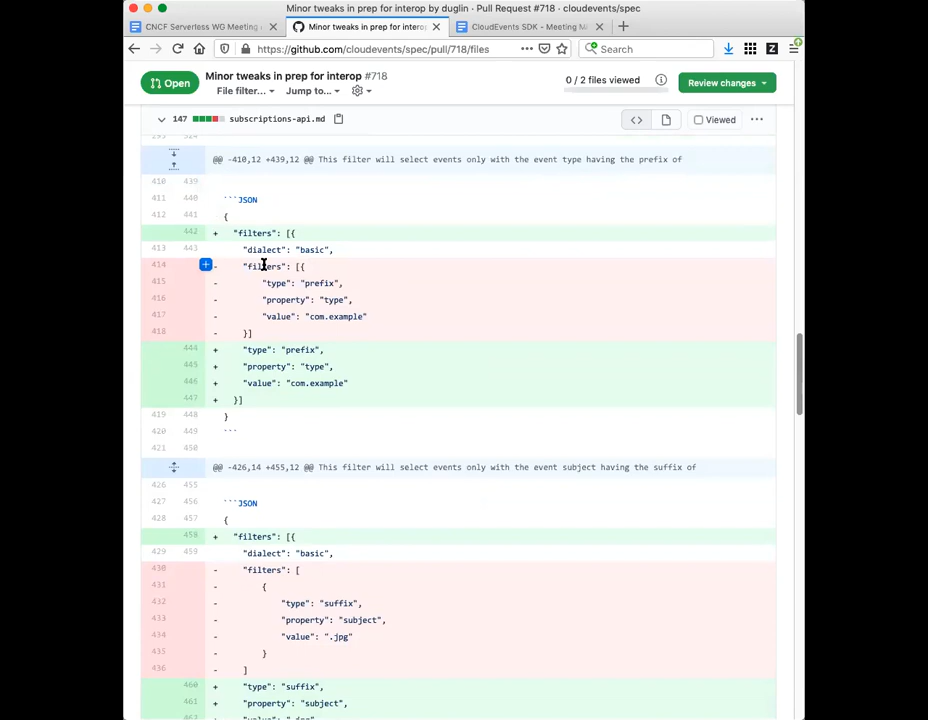 Minor tweaks in prep for interop by duglin · Pull Request #718 · cloudevents/spec
CNCF Serverless WG Meeting
Minor tweaks in prep for interop
CloudEvents SDK - Meeting M
https://github.com/cloudevents/spec/pull/718/files
Search
Open
Minor tweaks in prep for interop #718
File filter... Jump to...
0 / 2 files viewed
Review changes
147 subscriptions-api.md
Viewed
@@ -410,12 +439,12 @@ This filter will select events only with the event type having the prefix of
410 439
411 440 ```JSON
412 441 {
442 + "filters": [{
413 443 "dialect": "basic",
414 - "filters": [{
415 - "type": "prefix",
416 - "property": "type",
417 - "value": "com.example"
418 - }]
444 + "type": "prefix",
445 + "property": "type",
446 + "value": "com.example"
447 + }]
419 448 }
420 449 ```
421 450
@@ -426,14 +455,12 @@ This filter will select events only with the event subject having the suffix of
426 455
427 456 ```JSON
428 457 {
458 + "filters": [{
429 459 "dialect": "basic",
430 - "filters": [
431 - {
432 - "type": "suffix",
433 - "property": "subject",
434 - "value": ".jpg"
435 - }
436 - ]
460 + "type": "suffix",
461 + "property": "subject",
462 + "value": ".jpg"